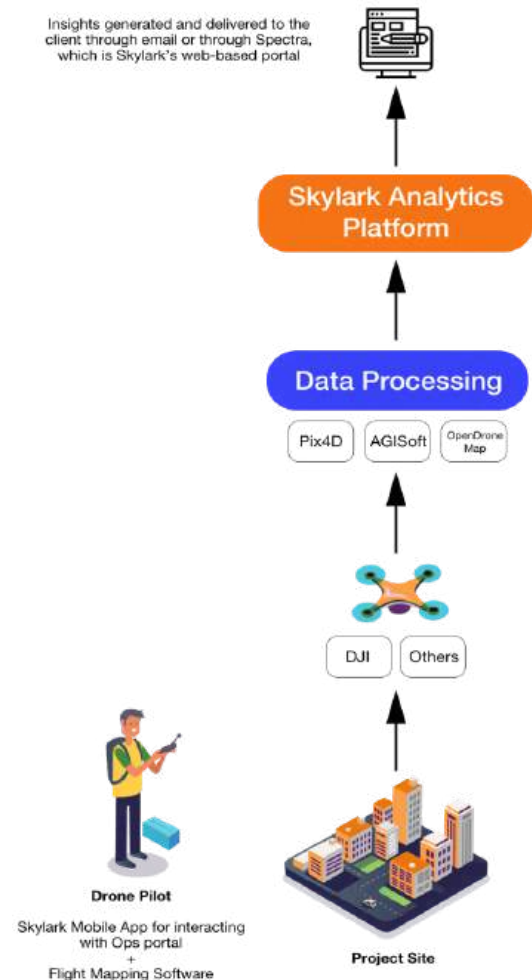 Insights generated and delivered to the
client through email or through Spectra,
which is Skylark's web-based portal
Skylark Analytics
Platform
Data Processing
Pix4D
AGISoft
OpenDrone
Map
DJI
Others
Drone Pilot
Skylark Mobile App for interacting
with Ops portal
+
Flight Mapping Software
Project Site